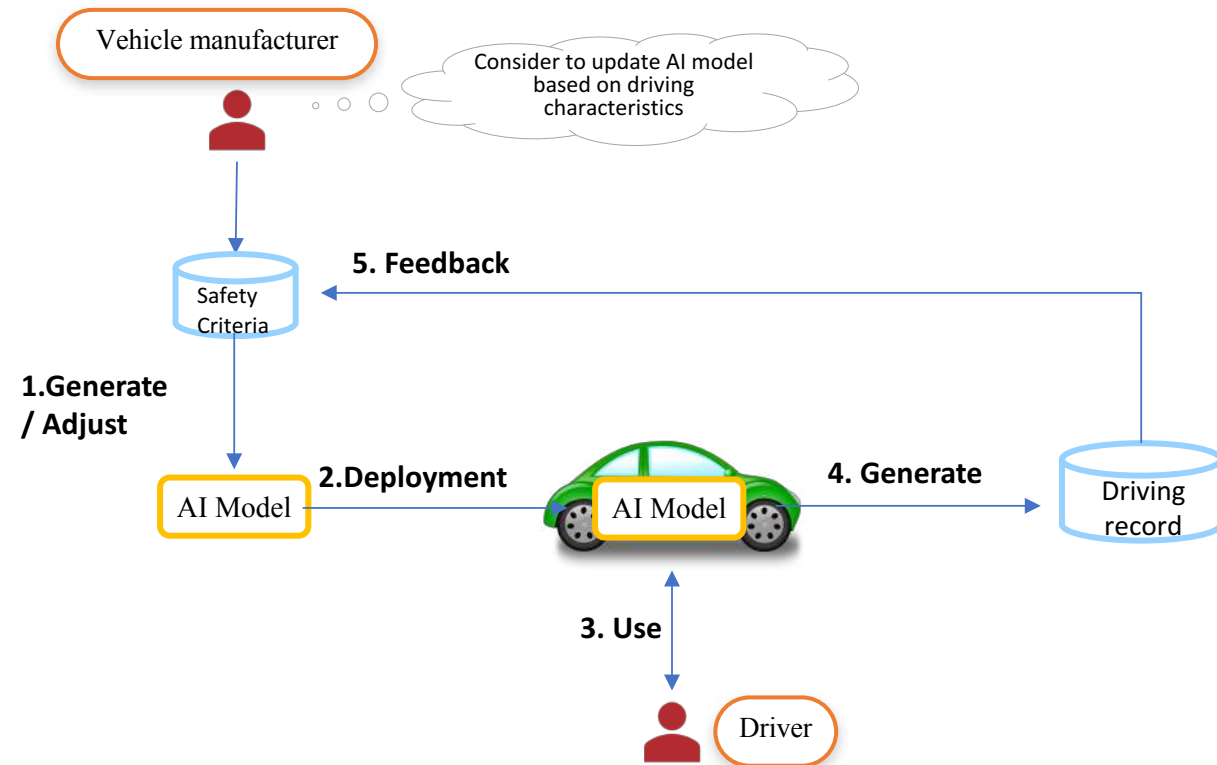 Vehicle manufacturer
Consider to update AI model
based on driving
characteristics
5. Feedback
Safety
Criteria
1.Generate
/ Adjust
2.Deployment
4. Generate
AI Model
AI Model
Driving
record
3. Use
Driver